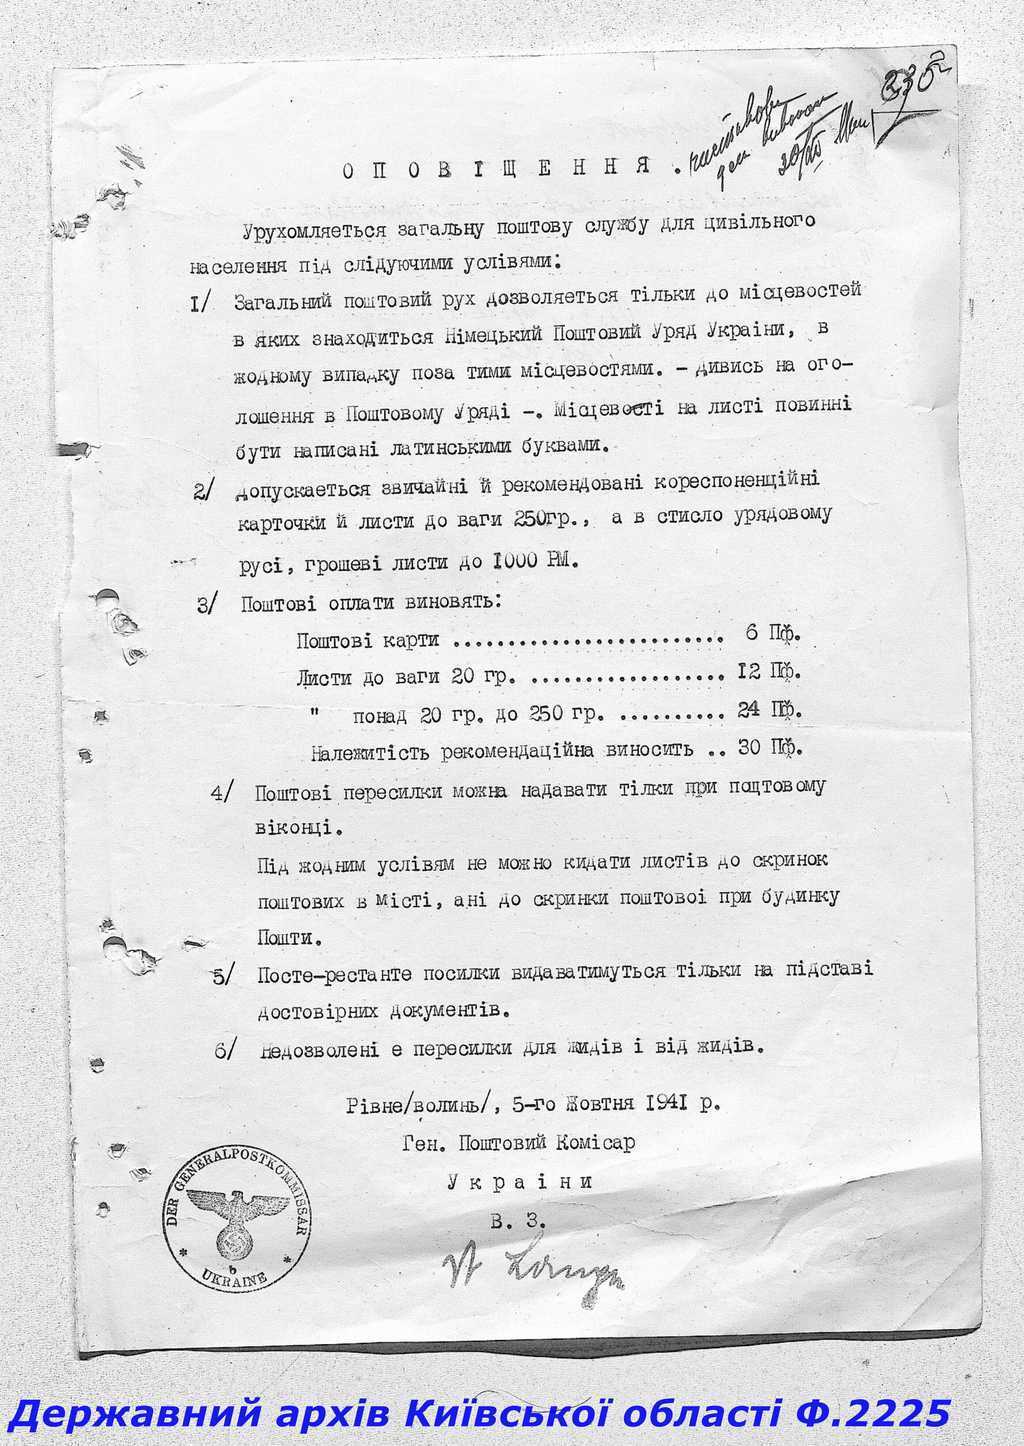 235
О П О В І Щ Е Н Н Я .
Урухомляеться загальну поштову службу для цивільного
населення під слідуючими услівями:
1/ Загальний поштовий рух дозволяеться тільки до місцевостей
в яких знаходиться Німецький Поштовий Уряд Украіни, в
жодному випадку поза тими місцевостями. – дивись на ого-
лошення в Поштовому Уряді –. Місцевості на листі повинні
бути написані латинськими буквами.
2/ допускаеться звичайні й рекомендовані кореспоненційні
карточки й листи до ваги 250гр., а в стисло урядовому
русі, грошеві листи до 1000 РМ.
3/ Поштові оплати виновять:
Поштові карти ......................... 6 Пф.
Листи до ваги 20 гр. .................. 12 Пф.
" понад 20 гр. до 250 гр. .......... 24 Пф.
Належитість рекомендаційна виносить .. 30 Пф.
4/ Поштові пересилки можна надавати тілки при поштовому
віконці.
Під жодним услівям не можно кидати листів до скринок
поштових в місті, ані до скринки поштовоі при будинку
Пошти.
5/ Посте-рестанте посилки видаватимуться тільки на підставі
достовірних документів.
6/ Недозволені е пересилки для жидів і від жидів.
Рівне/волинь/, 5-го Жовтня 1941 р.
Ген. Поштовий Комісар
У к р а і н и
В. З.
DER GENERALPOSTKOMMISSAR
b
* UKRAINE *
Державний архів Київської області Ф.2225